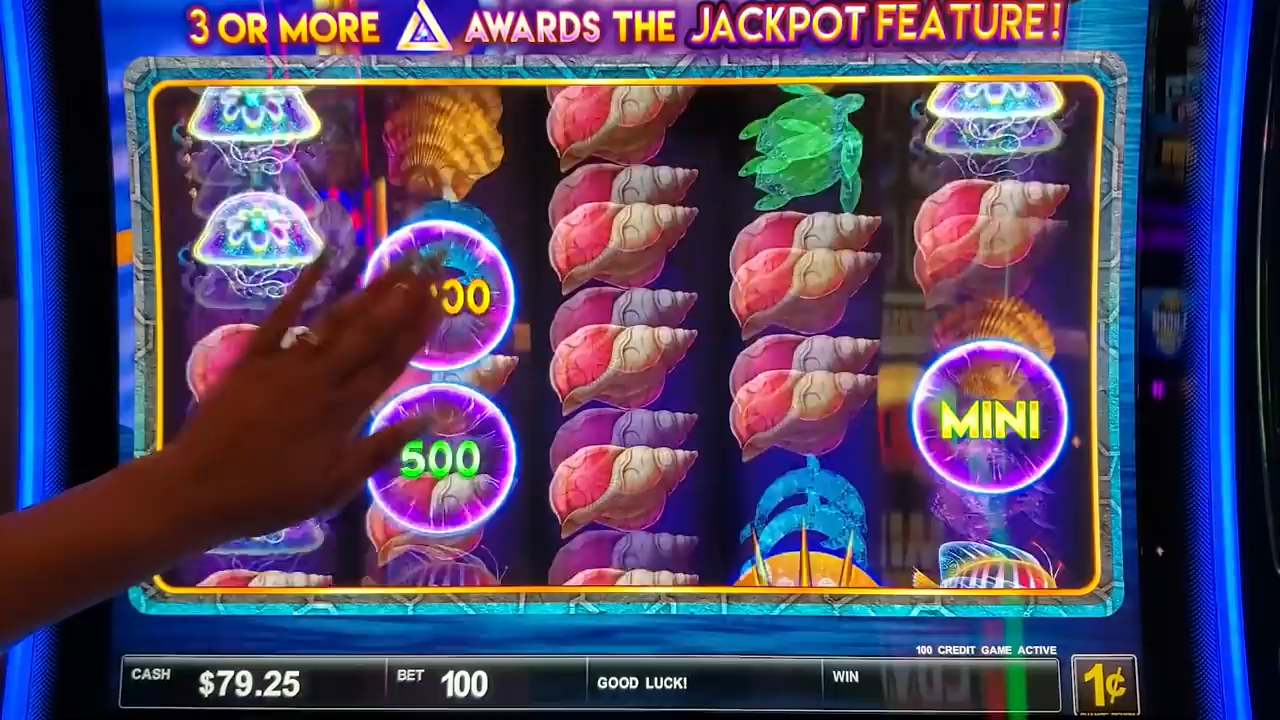 3 OR MORE AWARDS THE JACKPOT FEATURE!
500
MINI
100 CREDIT GAME ACTIVE
CASH $79.25 BET 100 GOOD LUCK! WIN 1¢